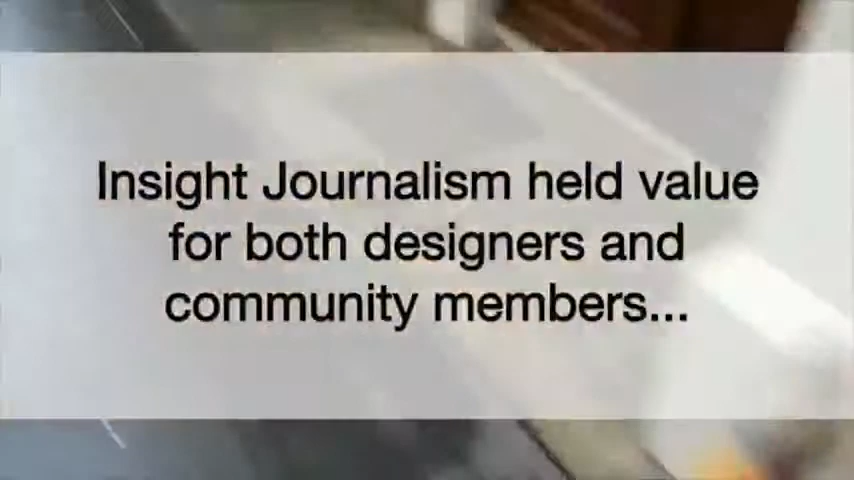 Insight Journalism held value
for both designers and
community members...